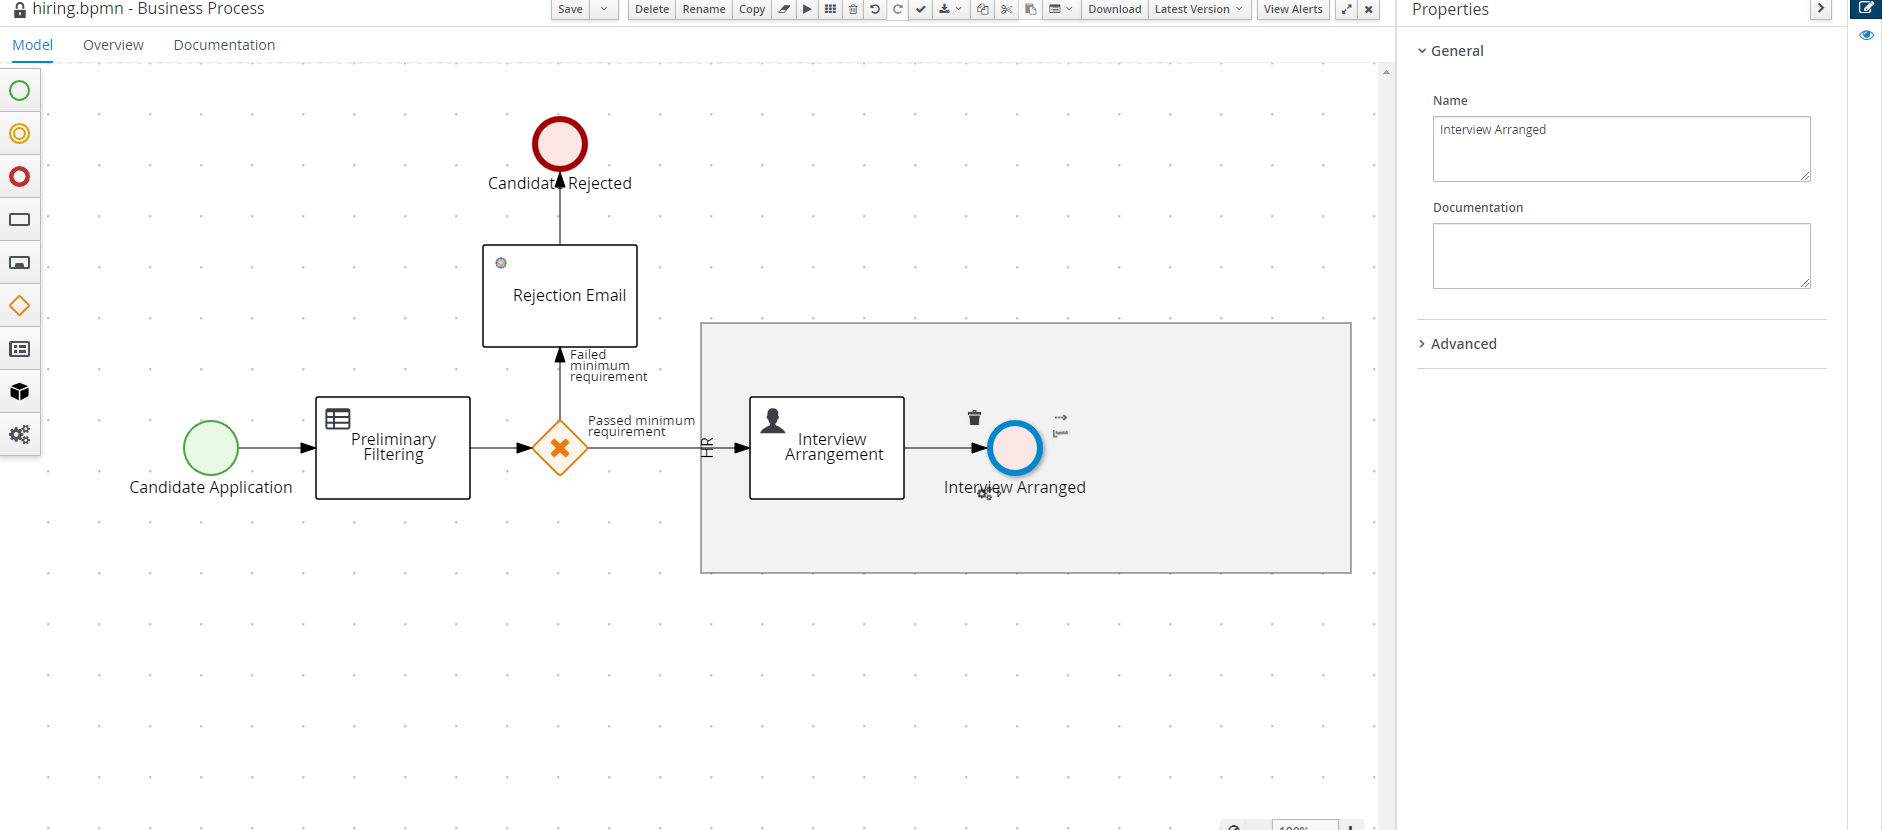 hiring.bpmn - Business Process
Save
Delete
Rename
Copy
Download
Latest Version
View Alerts
Properties
Model
Overview
Documentation
General
Name
Interview Arranged
Documentation
Advanced
Candidate Rejected
Rejection Email
Failed
minimum
requirement
Passed minimum
requirement
HR
Preliminary
Filtering
Interview
Arrangement
Candidate Application
Interview Arranged
100%